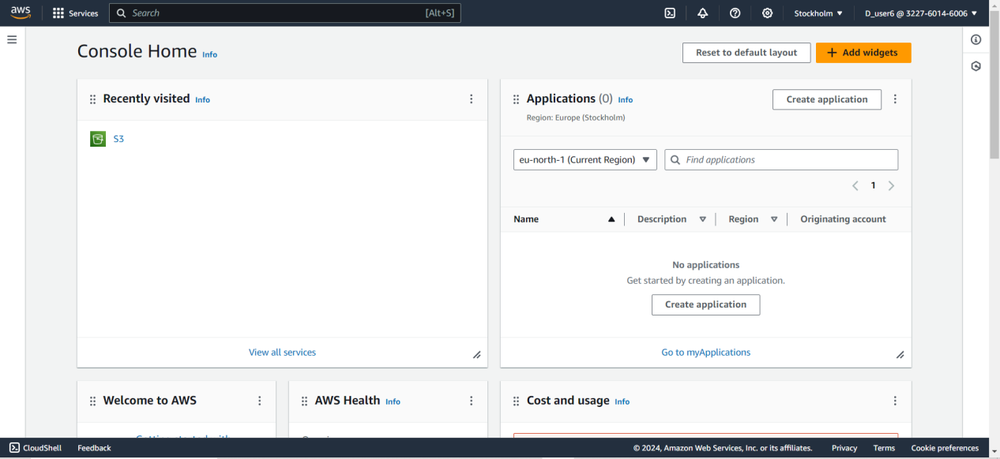 aws
Services
Search [Alt+S]
Stockholm
D_user6 @ 3227-6014-6006
Console Home Info
Reset to default layout
Add widgets
Recently visited Info
S3
View all services
Applications (0) Info
Region: Europe (Stockholm)
Create application
eu-north-1 (Current Region)
Find applications
1
Name Description Region Originating account
No applications
Get started by creating an application.
Create application
Go to myApplications
Welcome to AWS
AWS Health Info
Cost and usage Info
CloudShell Feedback
© 2024, Amazon Web Services, Inc. or its affiliates. Privacy Terms Cookie preferences